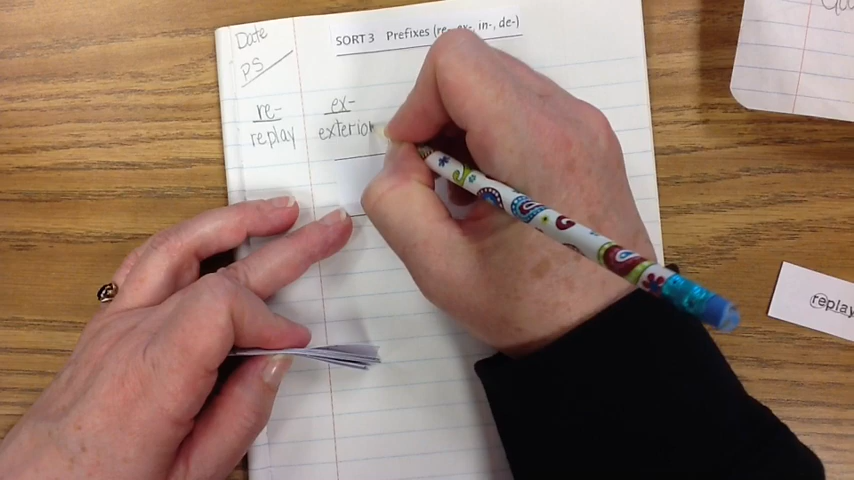 Date
PS
SORT 3 Prefixes (re-, ex-, in-, de-)
re-
replay
ex-
exterior
replay